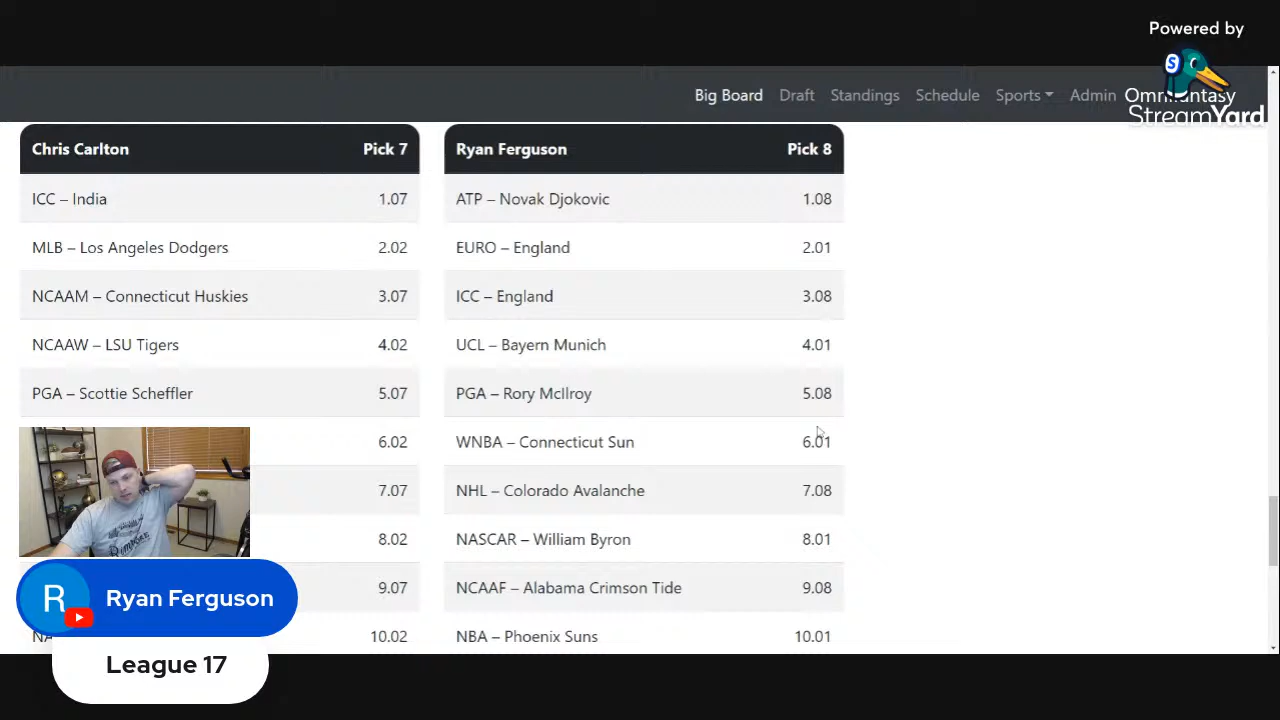 Powered by
Big Board Draft Standings Schedule Sports Admin Omnifantasy
StreamYard
Chris Carlton Pick 7
ICC – India 1.07
MLB – Los Angeles Dodgers 2.02
NCAAM – Connecticut Huskies 3.07
NCAAW – LSU Tigers 4.02
PGA – Scottie Scheffler 5.07
6.02
7.07
8.02
9.07
NA 10.02
Ryan Ferguson Pick 8
ATP – Novak Djokovic 1.08
EURO – England 2.01
ICC – England 3.08
UCL – Bayern Munich 4.01
PGA – Rory McIlroy 5.08
WNBA – Connecticut Sun 6.01
NHL – Colorado Avalanche 7.08
NASCAR – William Byron 8.01
NCAAF – Alabama Crimson Tide 9.08
NBA – Phoenix Suns 10.01
R Ryan Ferguson
League 17